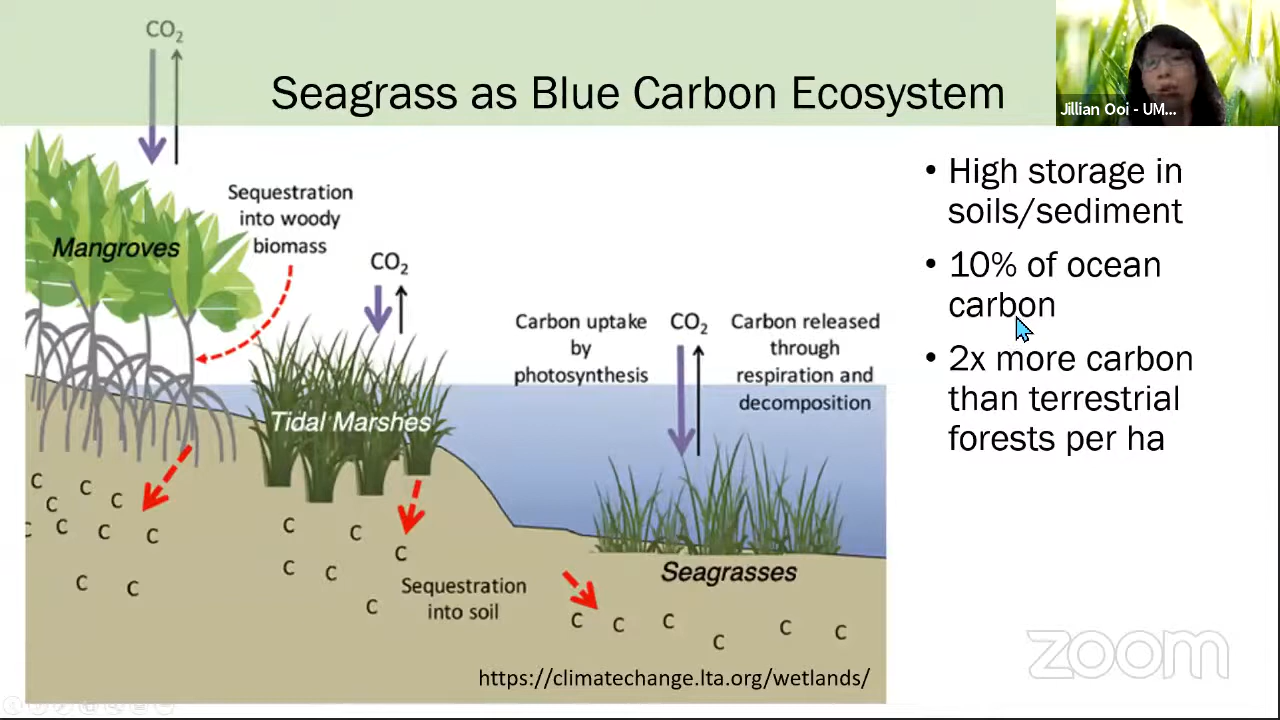 CO2
Seagrass as Blue Carbon Ecosystem
Jillian Ooi - UM...
Sequestration
into woody
biomass
Mangroves
CO2
Carbon uptake
by
photosynthesis
CO2
Carbon released
through
respiration and
decomposition
Tidal Marshes
• High storage in
soils/sediment
• 10% of ocean
carbon
• 2x more carbon
than terrestrial
forests per ha
C C C C C C C C C C
C C C C C C
Sequestration
into soil
Seagrasses
C C C C C C
https://climatechange.lta.org/wetlands/
zoom